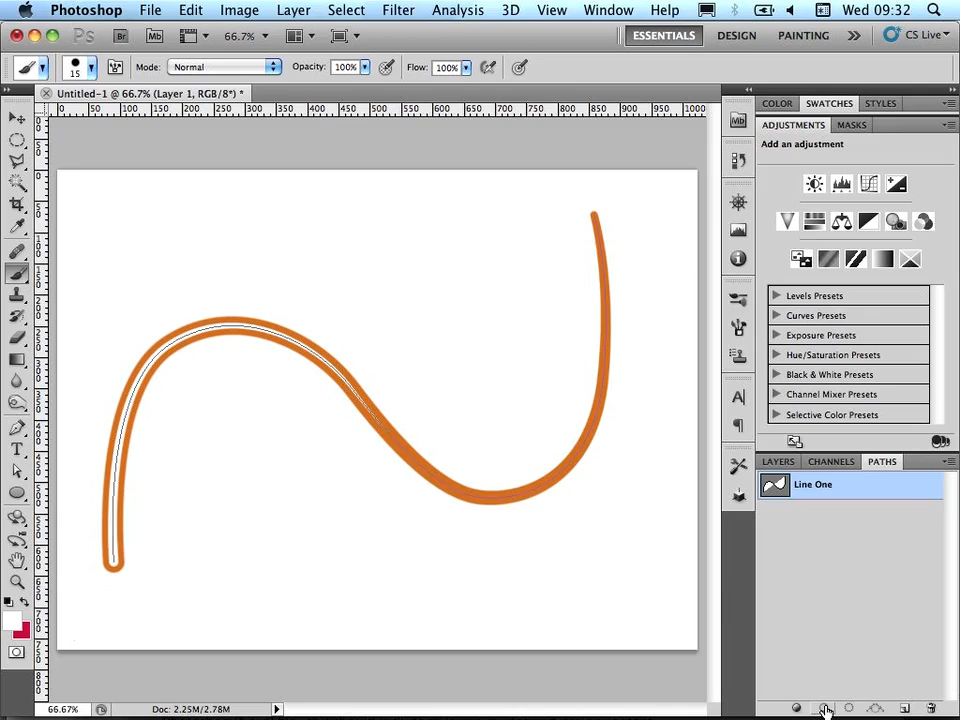 Photoshop File Edit Image Layer Select Filter Analysis 3D View Window Help Wed 09:32
Ps Br Mb 66.7% ESSENTIALS DESIGN PAINTING >> CS Live
15 Mode: Normal Opacity: 100% Flow: 100%
Untitled-1 @ 66.7% (Layer 1, RGB/8*) *
0 50 100 150 200 250 300 350 400 450 500 550 600 650 700 750 800 850 900 950 1000
Mb
COLOR SWATCHES STYLES
ADJUSTMENTS MASKS
Add an adjustment
Levels Presets
Curves Presets
Exposure Presets
Hue/Saturation Presets
Black & White Presets
Channel Mixer Presets
Selective Color Presets
LAYERS CHANNELS PATHS
Line One
66.67% Doc: 2.25M/2.78M